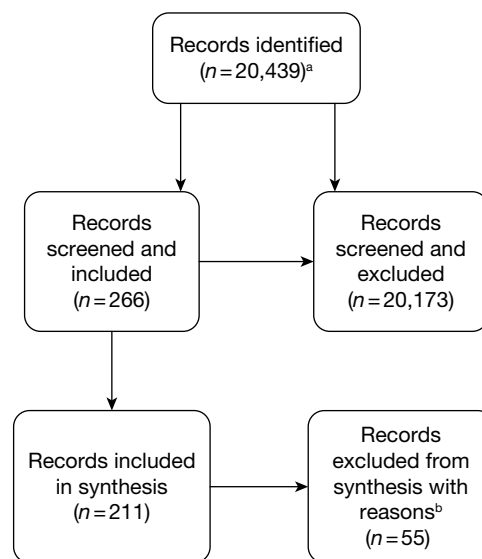 Records identified
(n = 20,439)ᵃ
Records
screened and
included
(n = 266)
Records
screened and
excluded
(n = 20,173)
Records included
in synthesis
(n = 211)
Records
excluded from
synthesis with
reasonsᵇ
(n = 55)